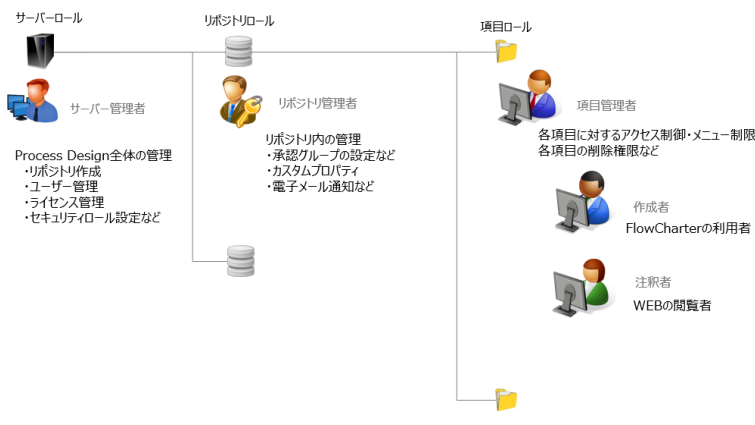 サーバーロール
リポジトリロール
項目ロール
サーバー管理者
Process Design全体の管理
・リポジトリ作成
・ユーザー管理
・ライセンス管理
・セキュリティロール設定など
リポジトリ管理者
リポジトリ内の管理
・承認グループの設定など
・カスタムプロパティ
・電子メール通知など
項目管理者
各項目に対するアクセス制御・メニュー制限
各項目の削除権限など
作成者
FlowCharterの利用者
注釈者
WEBの閲覧者